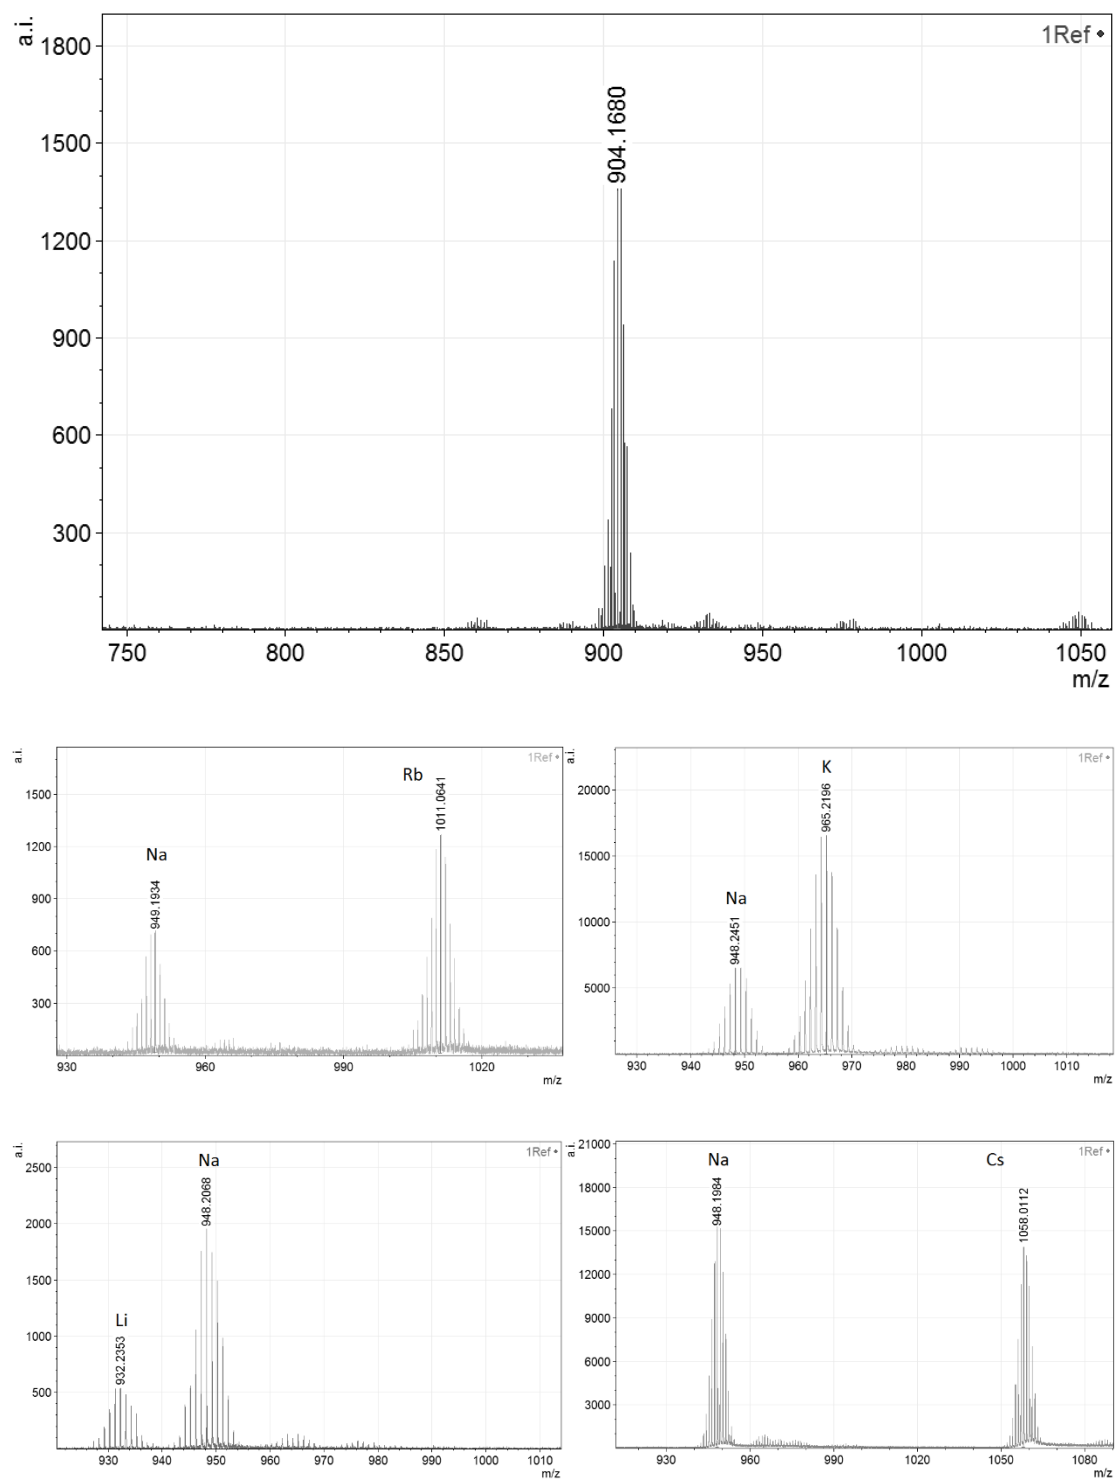 a.i.
1Ref
1800
1500
1200
900
600
300
904.1680
750 800 850 900 950 1000 1050
m/z
a.i.
1Ref
Rb
1011.0641
1500
1200
900
600
300
Na
949.1934
930 960 990 1020
m/z
a.i.
1Ref
K
965.2196
20000
15000
10000
5000
Na
948.2451
930 940 950 960 970 980 990 1000 1010
m/z
a.i.
1Ref
Na
948.2068
2500
2000
1500
1000
500
Li
932.2353
930 940 950 960 970 980 990 1000 1010
m/z
a.i.
1Ref
Na
948.1984
Cs
1058.0112
21000
18000
15000
12000
9000
6000
3000
930 960 990 1020 1050 1080
m/z